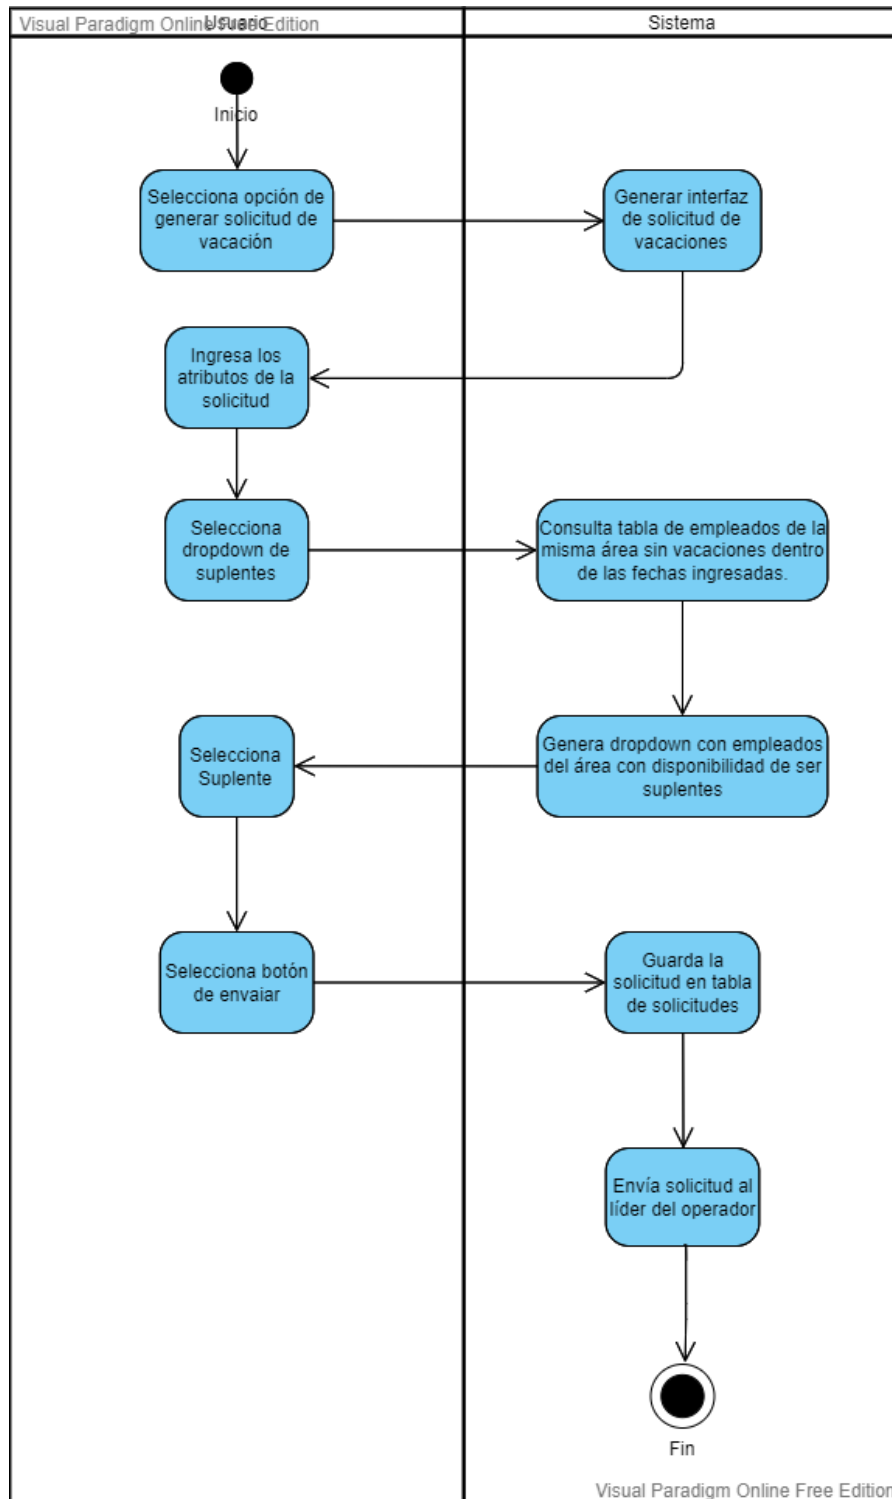 Visual Paradigm Online Free Edition
Usuario
Sistema
Inicio
Selecciona opción de
generar solicitud de
vacación
Generar interfaz
de solicitud de
vacaciones
Ingresa los
atributos de la
solicitud
Selecciona
dropdown de
suplentes
Consulta tabla de empleados de la
misma área sin vacaciones dentro
de las fechas ingresadas.
Genera dropdown con empleados
del área con disponibilidad de ser
suplentes
Selecciona
Suplente
Selecciona botón
de envaiar
Guarda la
solicitud en tabla
de solicitudes
Envía solicitud al
líder del operador
Fin
Visual Paradigm Online Free Edition